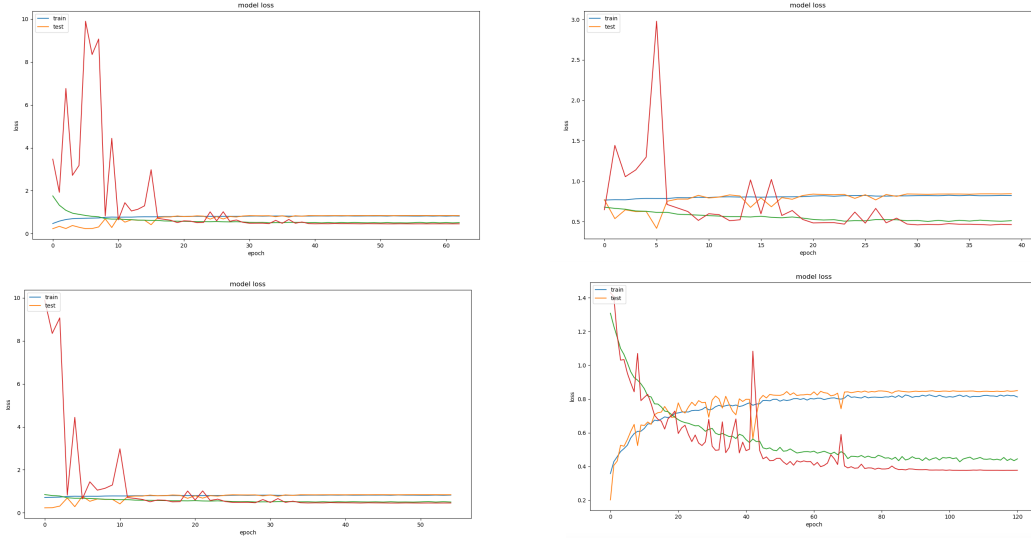 model loss
train
test
loss
10
8
6
4
2
0
0 10 20 30 40 50 60
epoch
model loss
train
test
loss
3.0
2.5
2.0
1.5
1.0
0.5
0 5 10 15 20 25 30 35 40
epoch
model loss
train
test
loss
10
8
6
4
2
0
0 10 20 30 40 50
epoch
model loss
train
test
loss
1.4
1.2
1.0
0.8
0.6
0.4
0.2
0 20 40 60 80 100 120
epoch